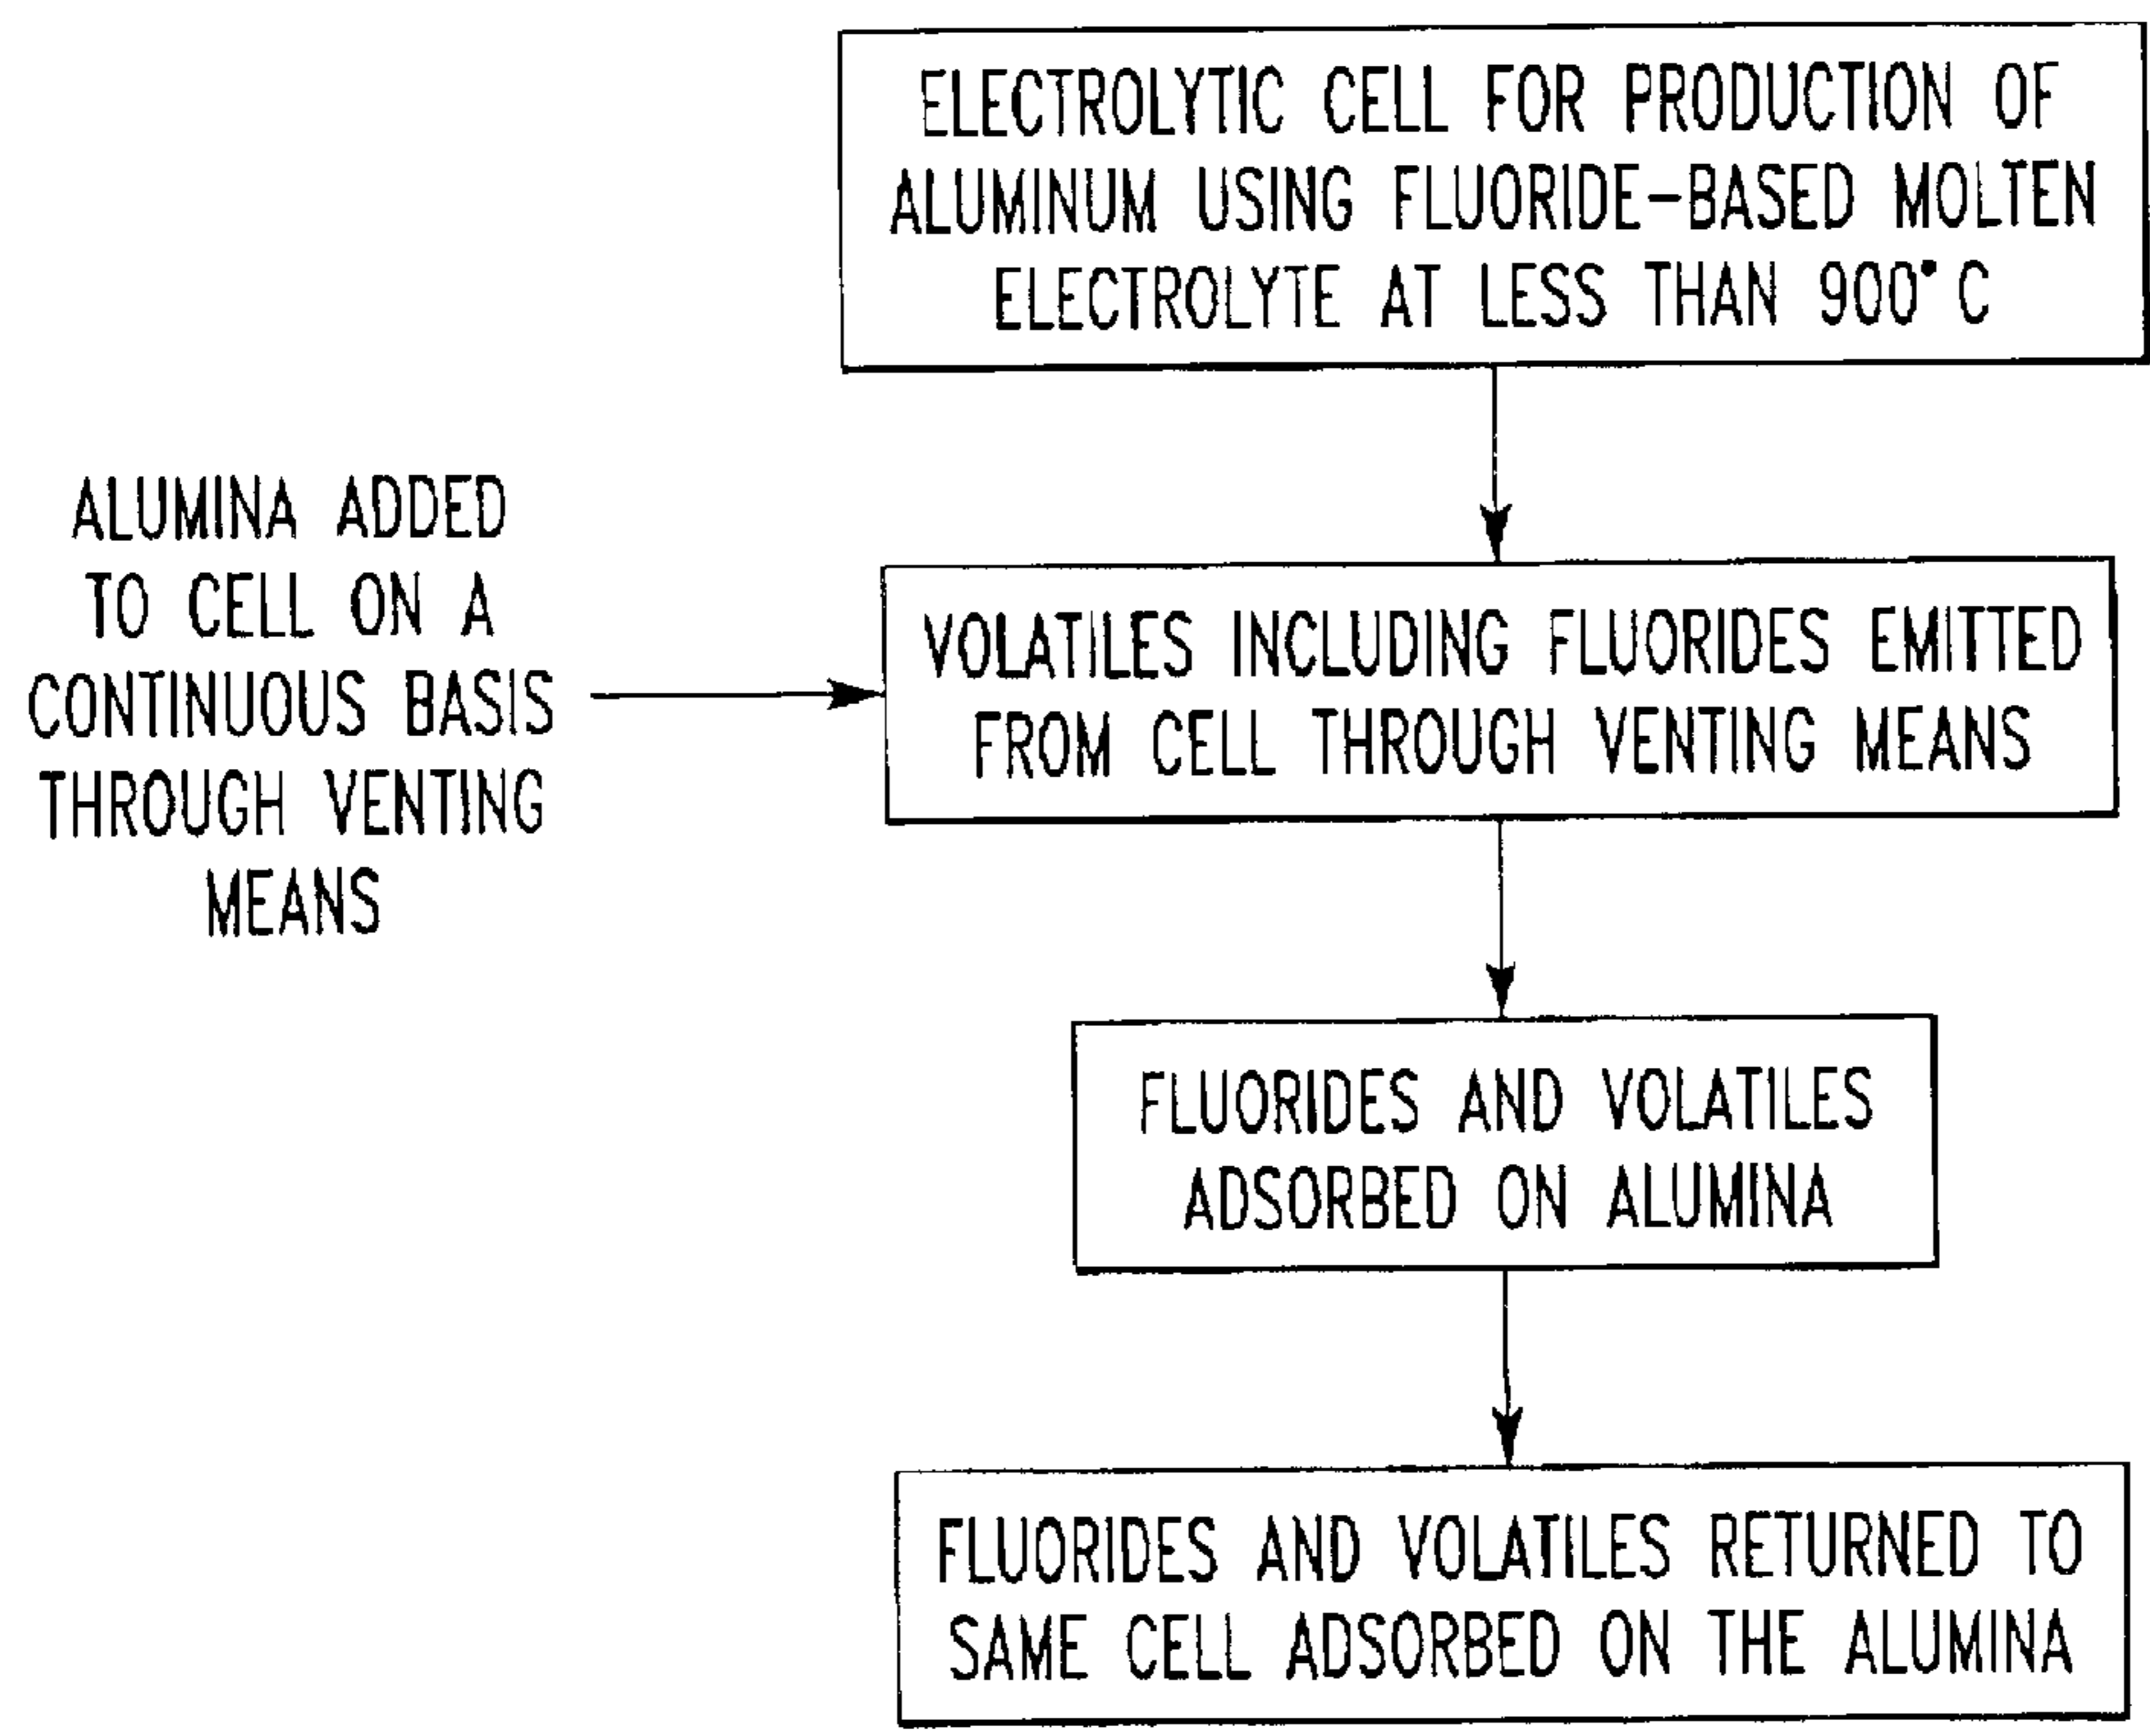 ELECTROLYTIC CELL FOR PRODUCTION OF
ALUMINUM USING FLUORIDE-BASED MOLTEN
ELECTROLYTE AT LESS THAN 900° C
ALUMINA ADDED
TO CELL ON A
CONTINUOUS BASIS
THROUGH VENTING
MEANS
VOLATILES INCLUDING FLUORIDES EMITTED
FROM CELL THROUGH VENTING MEANS
FLUORIDES AND VOLATILES
ADSORBED ON ALUMINA
FLUORIDES AND VOLATILES RETURNED TO
SAME CELL ADSORBED ON THE ALUMINA